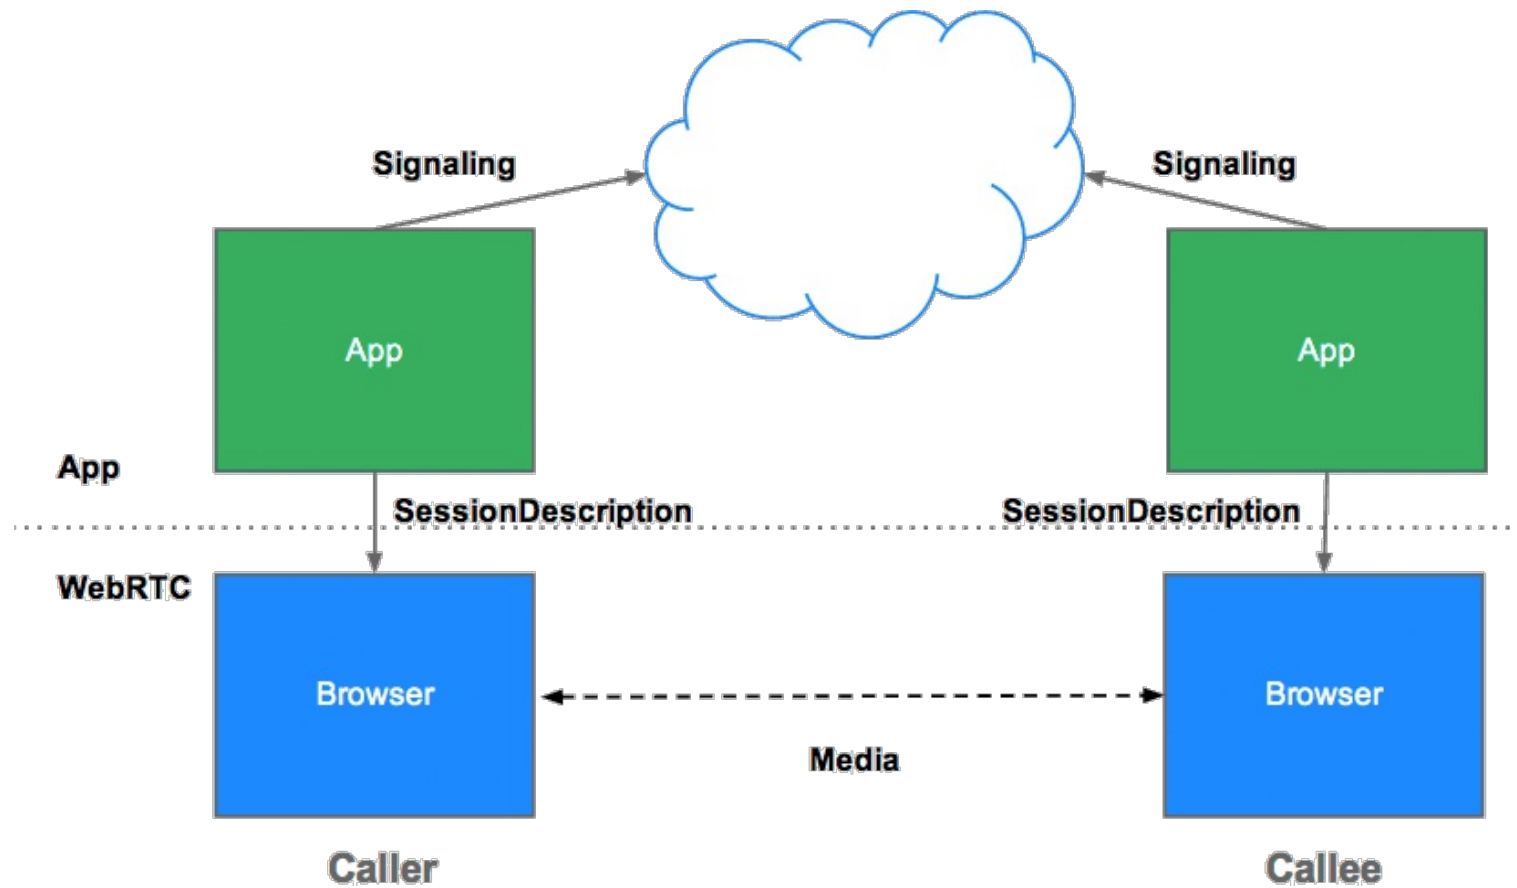 Signaling
Signaling
App
App
App
SessionDescription
SessionDescription
WebRTC
Browser
Browser
Media
Caller
Callee